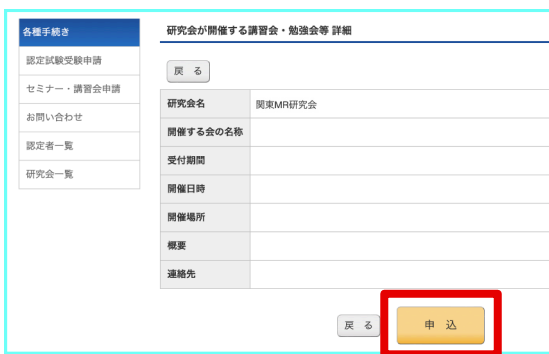 各種手続き
認定試験受験申請
セミナー・講習会申請
お問い合わせ
認定者一覧
研究会一覧
研究会が開催する講習会・勉強会等 詳細
戻 る
研究会名 関東MR研究会
開催する会の名称
受付期間
開催日時
開催場所
概要
連絡先
戻 る 申 込